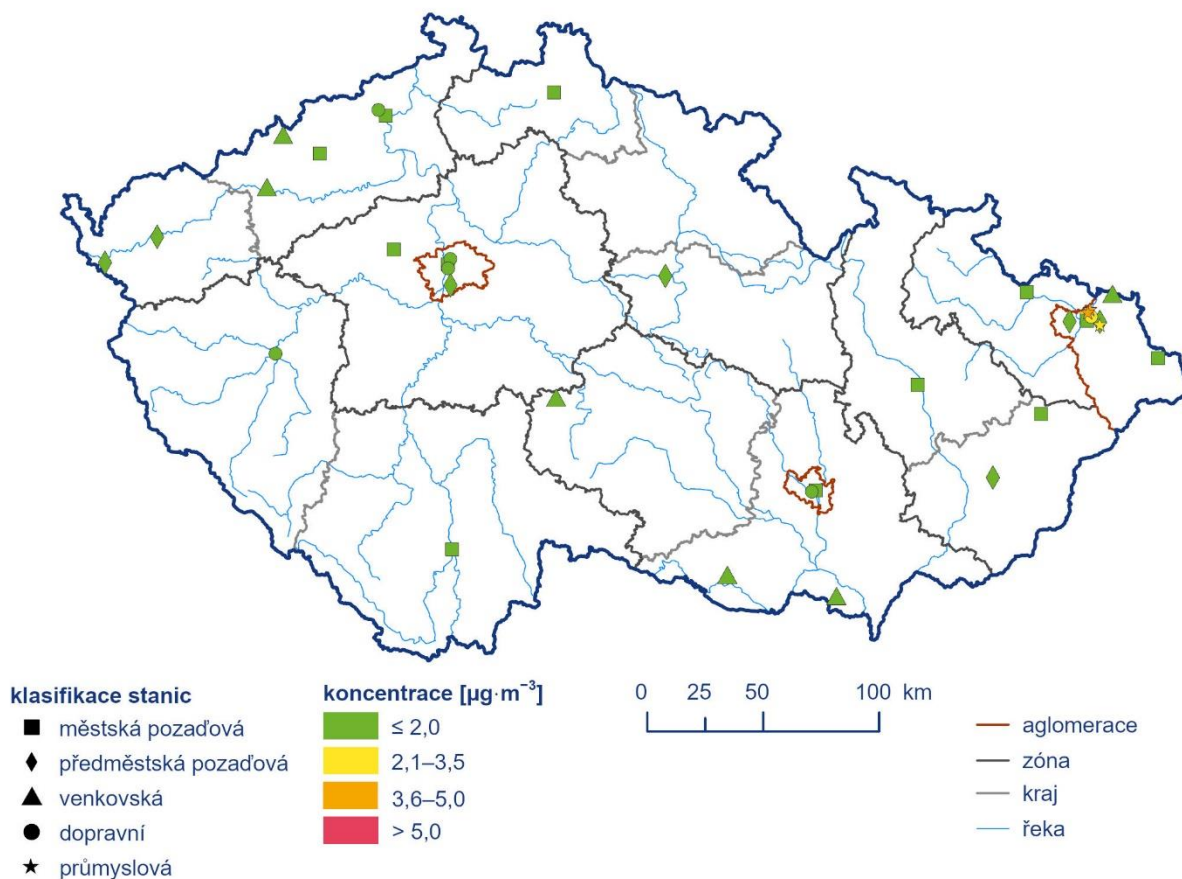 klasifikace stanic
městská pozaďová
předměstská pozaďová
venkovská
dopravní
průmyslová
koncentrace [µg·m⁻³]
≤ 2,0
2,1–3,5
3,6–5,0
> 5,0
0 25 50 100 km
aglomerace
zóna
kraj
řeka